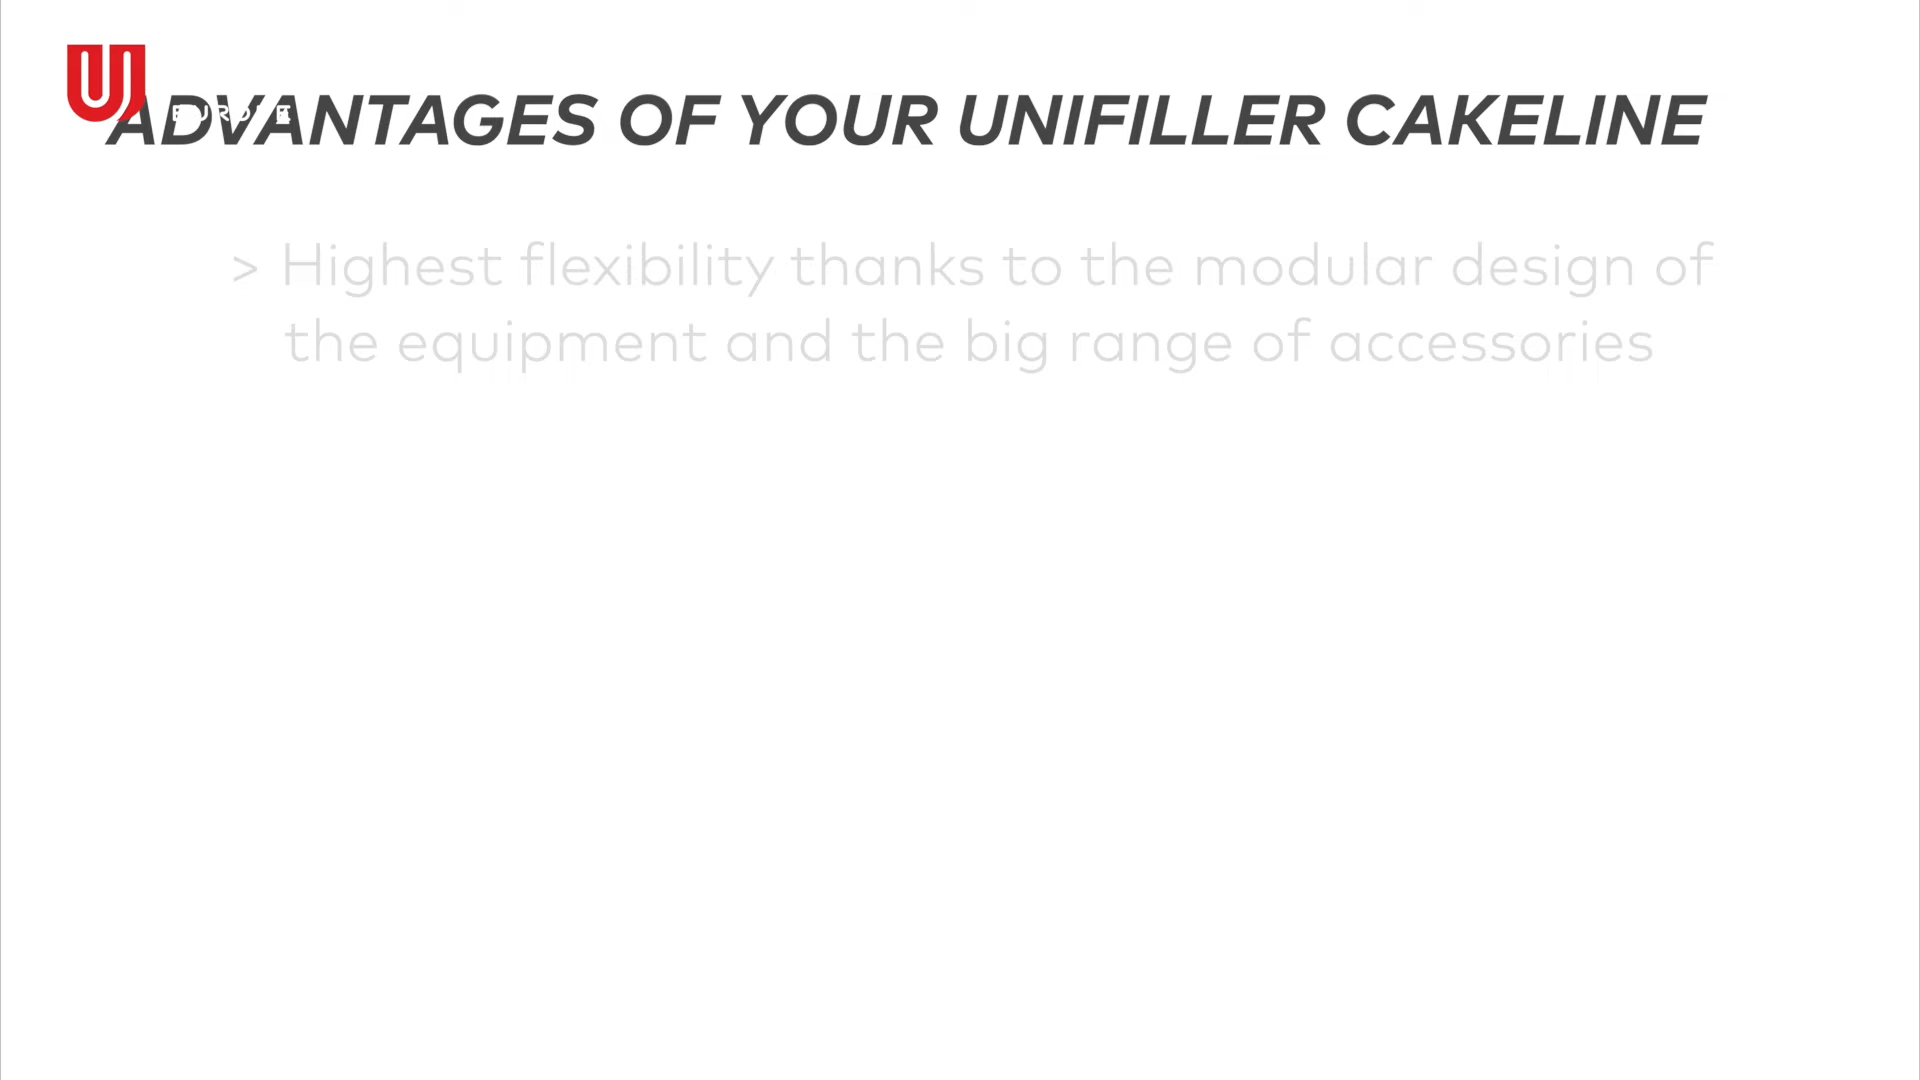 U
EUROPE
ADVANTAGES OF YOUR UNIFILLER CAKELINE
> Highest flexibility thanks to the modular design of
the equipment and the big range of accessories